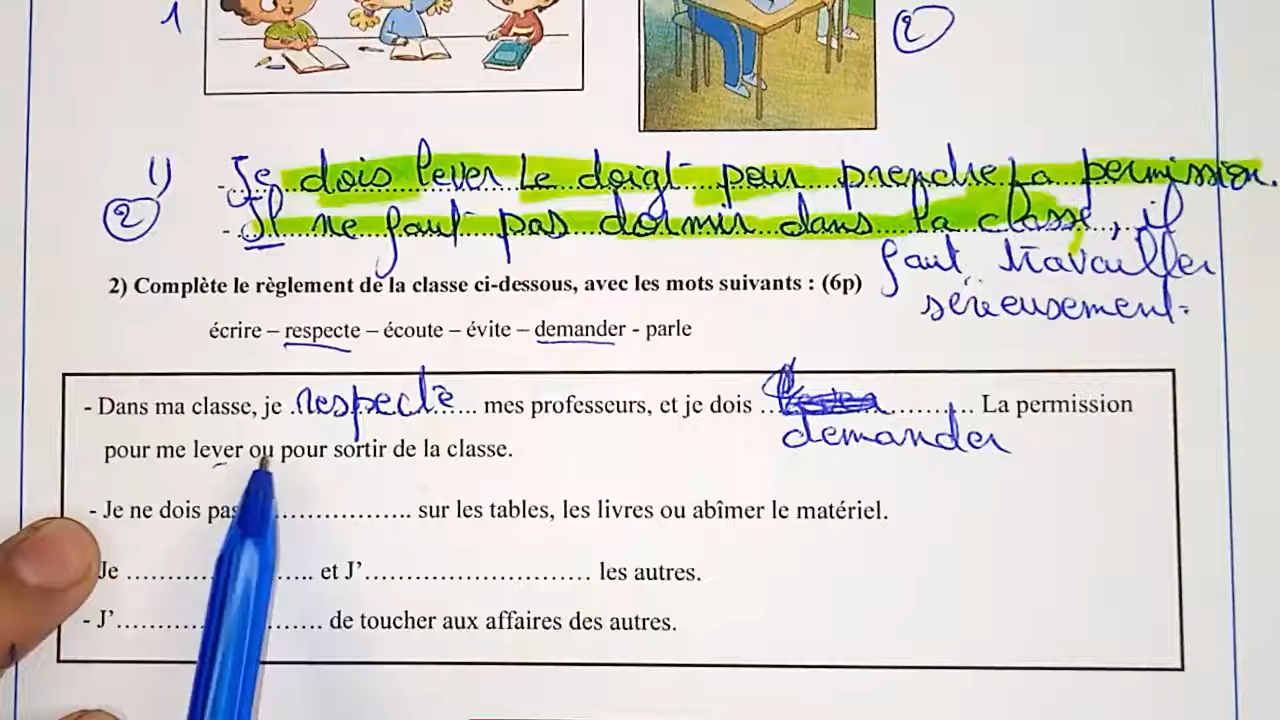 1
2
1) - Je dois lever le doigt pour prendre la permission.
2 - Il ne faut pas dormir dans la classe, il
faut travailler
sérieusement.
2) Complète le règlement de la classe ci-dessous, avec les mots suivants : (6p)
écrire – respecte – écoute – évite – demander - parle
- Dans ma classe, je respecte ... mes professeurs, et je dois .............. La permission
demander
pour me lever ou pour sortir de la classe.
- Je ne dois pas .................. sur les tables, les livres ou abîmer le matériel.
Je .................. et J’............................ les autres.
- J’.................. de toucher aux affaires des autres.